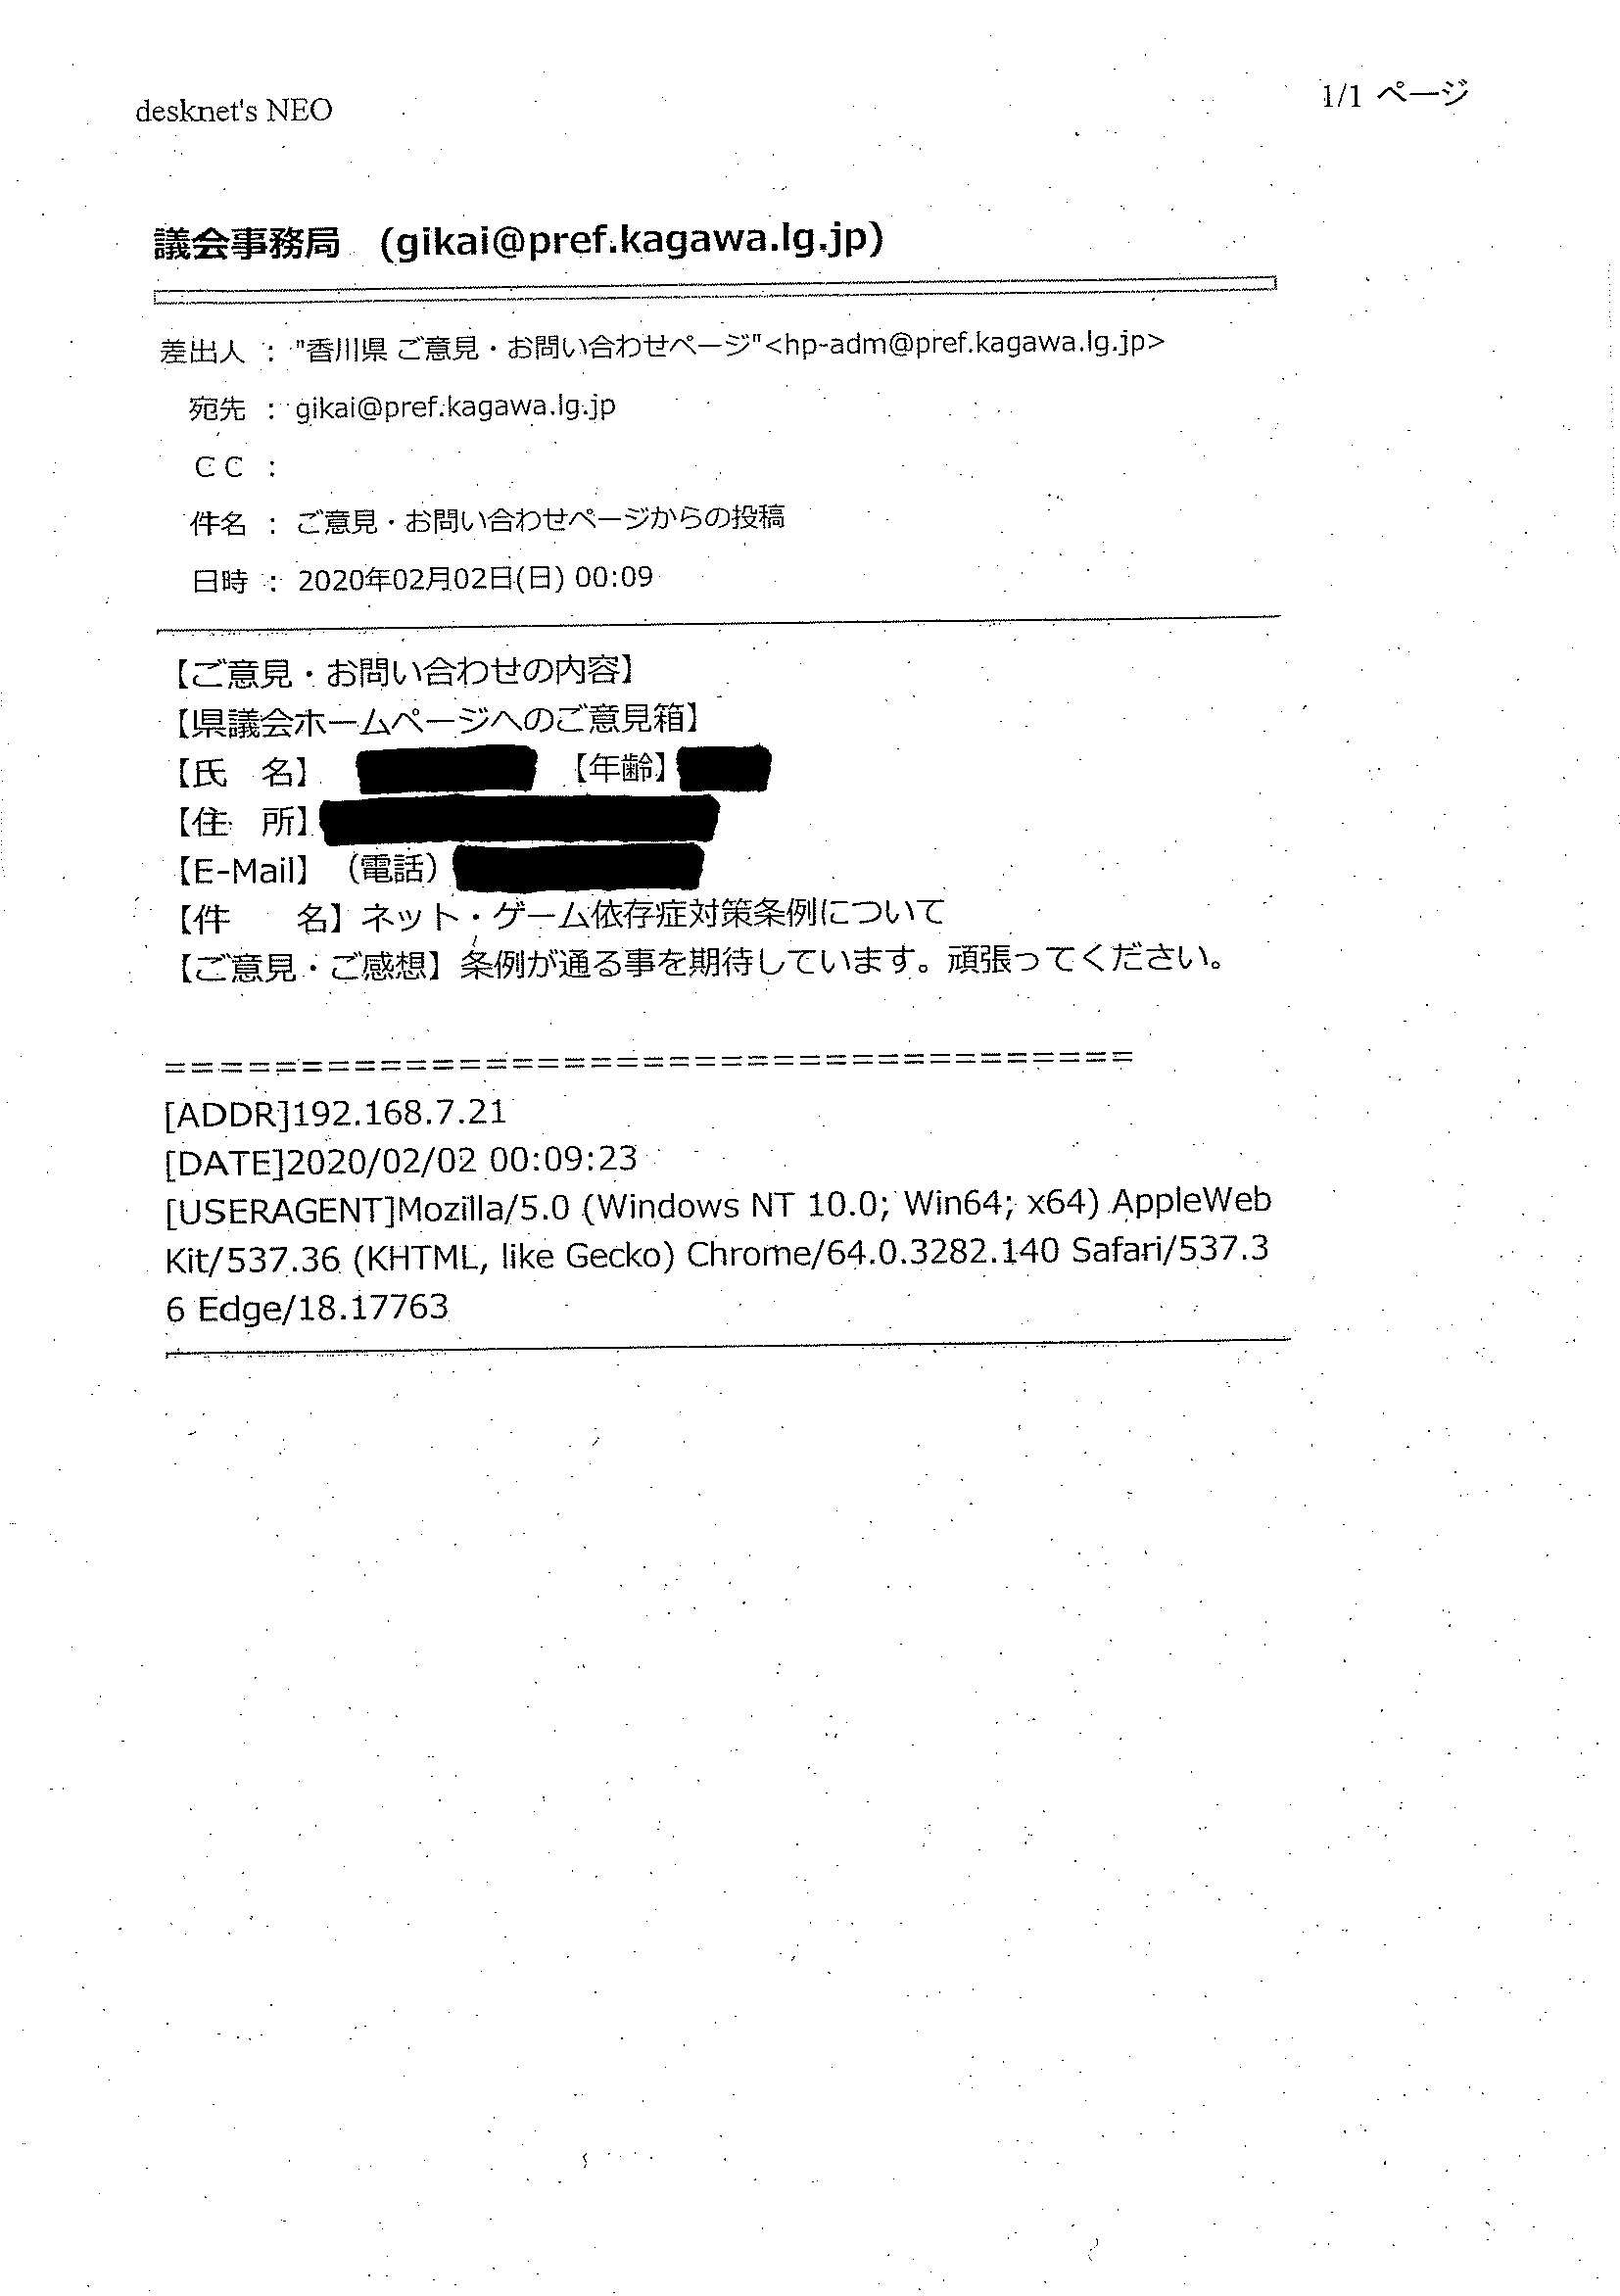 desknet's NEO
1/1 ページ
議会事務局 (gikai@pref.kagawa.lg.jp)
差出人 : "香川県 ご意見・お問い合わせページ"<hp-adm@pref.kagawa.lg.jp>
宛先 : gikai@pref.kagawa.lg.jp
CC :
件名 : ご意見・お問い合わせページからの投稿
日時 : 2020年02月02日(日) 00:09
【ご意見・お問い合わせの内容】
【県議会ホームページへのご意見箱】
【氏 名】 【年齢】
【住 所】
【E-Mail】（電話）
【件 名】ネット・ゲーム依存症対策条例について
【ご意見・ご感想】条例が通る事を期待しています。頑張ってください。
=====================================
[ADDR]192.168.7.21
[DATE]2020/02/02 00:09:23
[USERAGENT]Mozilla/5.0 (Windows NT 10.0; Win64; x64) AppleWeb
Kit/537.36 (KHTML, like Gecko) Chrome/64.0.3282.140 Safari/537.3
6 Edge/18.17763